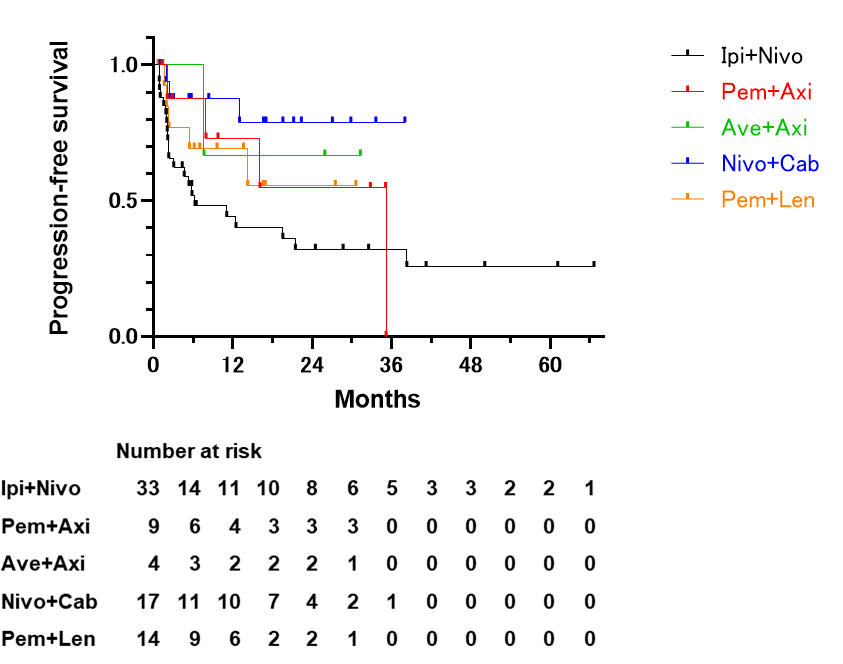 Progression-free survival
1.0
0.5
0.0
0 12 24 36 48 60
Months
Ipi+Nivo
Pem+Axi
Ave+Axi
Nivo+Cab
Pem+Len
Number at risk
Ipi+Nivo 33 14 11 10 8 6 5 3 3 2 2 1
Pem+Axi 9 6 4 3 3 3 0 0 0 0 0 0
Ave+Axi 4 3 2 2 2 1 0 0 0 0 0 0
Nivo+Cab 17 11 10 7 4 2 1 0 0 0 0 0
Pem+Len 14 9 6 2 2 1 0 0 0 0 0 0